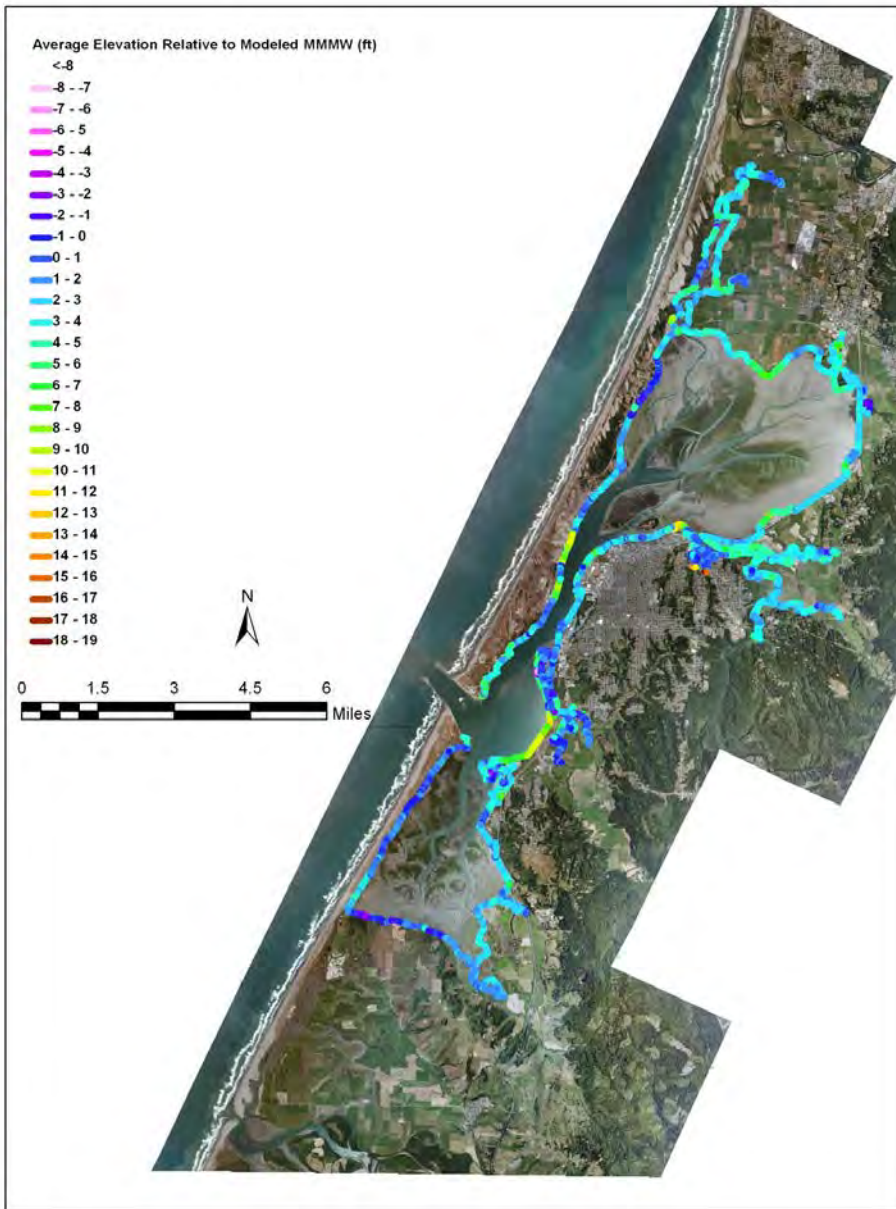 Average Elevation Relative to Modeled MMMW (ft)
<-8
-8 - -7
-7 - -6
-6 - 5
-5 - -4
-4 - -3
-3 - -2
-2 - -1
-1 - 0
0 - 1
1 - 2
2 - 3
3 - 4
4 - 5
5 - 6
6 - 7
7 - 8
8 - 9
9 - 10
10 - 11
11 - 12
12 - 13
13 - 14
14 - 15
15 - 16
16 - 17
17 - 18
18 - 19
N
0 1.5 3 4.5 6
Miles